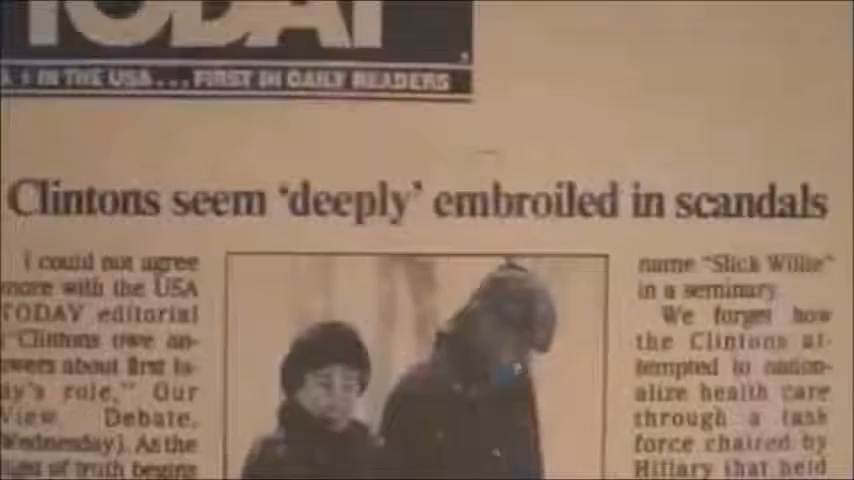 TODAY
IN THE USA... FIRST IN DAILY READERS
Clintons seem 'deeply' embroiled in scandals
I could not agree
more with the USA
TODAY editorial
"Clintons owe an-
swers about first la-
dy's role," Our
View, Debate,
Wednesday). As the
of truth begins
name "Slick Willie"
in a seminary.
We forget how
the Clintons at-
tempted to nation-
alize health care
through a task
force chaired by
Hillary that held